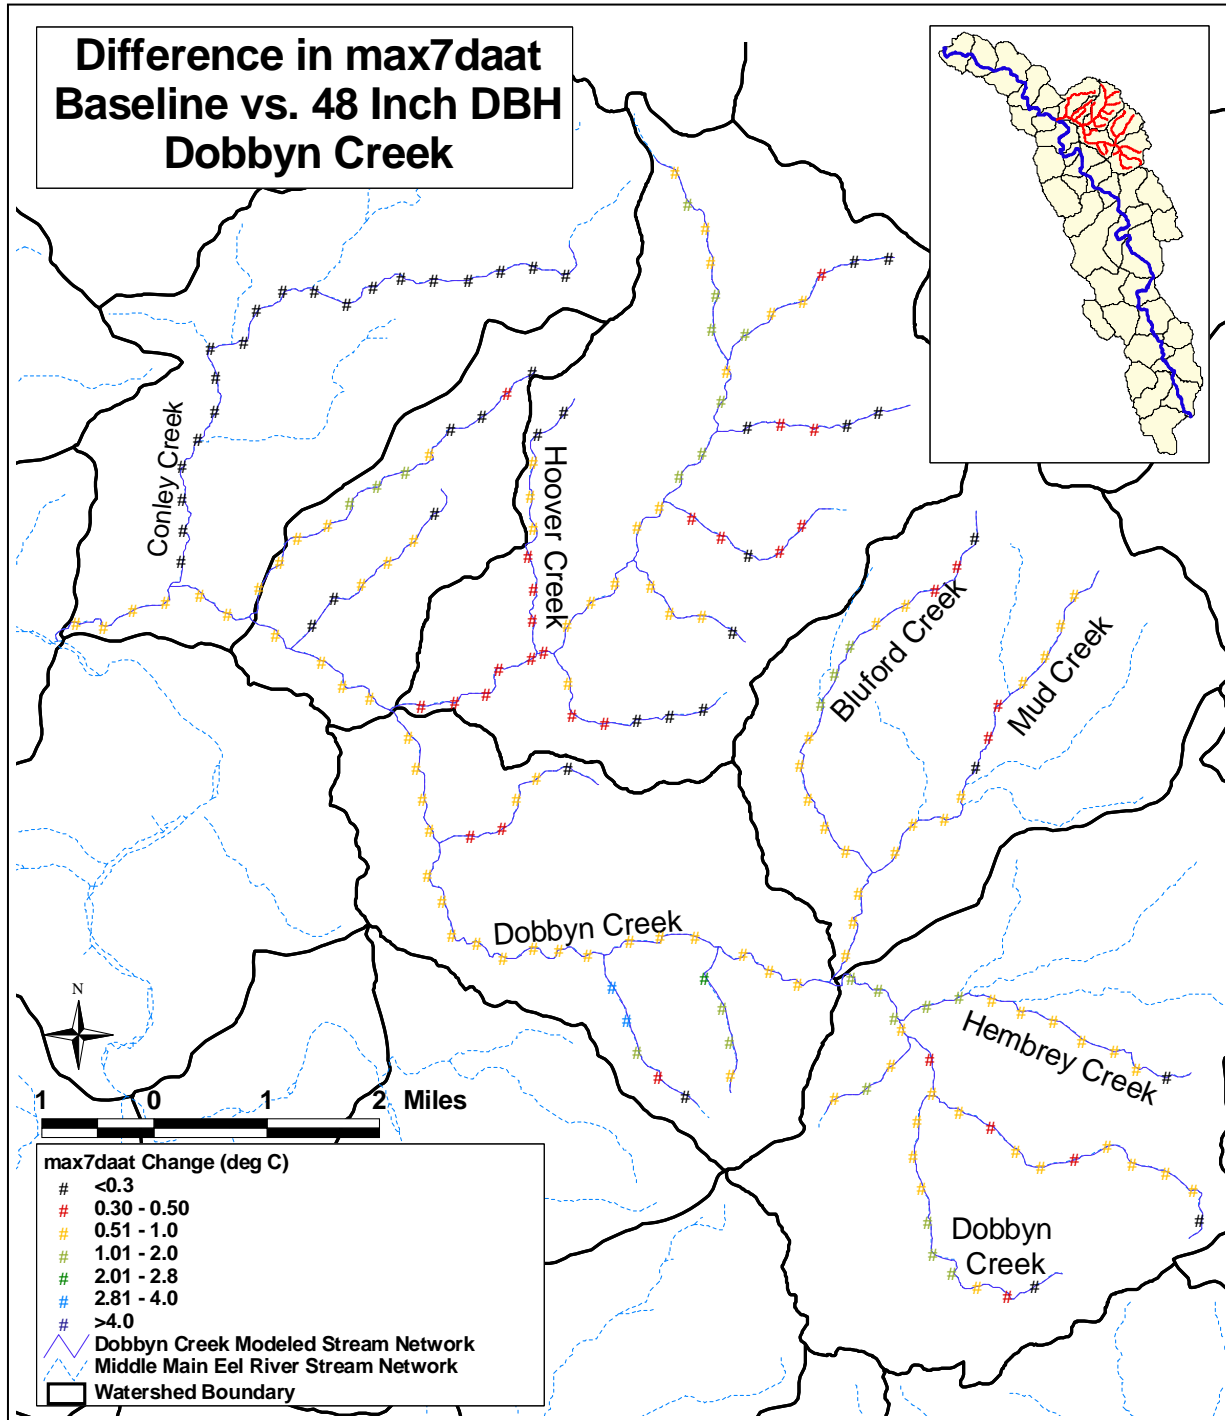 Difference in max7daat
Baseline vs. 48 Inch DBH
Dobbyn Creek
Conley Creek
Hoover Creek
Bluford Creek
Mud Creek
Dobbyn Creek
Hembrey Creek
Dobbyn
Creek
N
1 0 1 2 Miles
max7daat Change (deg C)
# <0.3
# 0.30 - 0.50
# 0.51 - 1.0
# 1.01 - 2.0
# 2.01 - 2.8
# 2.81 - 4.0
# >4.0
Dobbyn Creek Modeled Stream Network
Middle Main Eel River Stream Network
Watershed Boundary